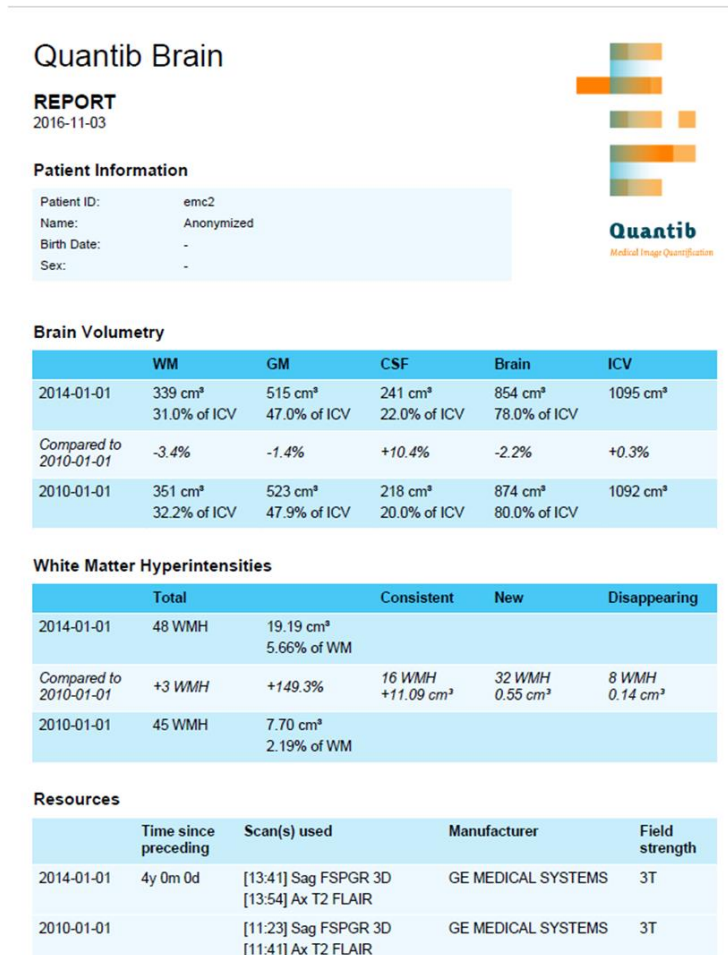 Quantib Brain
REPORT
2016-11-03
Patient Information
Patient ID: emc2
Name: Anonymized
Birth Date: -
Sex: -
Quantib
Medical Image Quantification
Brain Volumetry
WM GM CSF Brain ICV
2014-01-01 339 cm³ 515 cm³ 241 cm³ 854 cm³ 1095 cm³
31.0% of ICV 47.0% of ICV 22.0% of ICV 78.0% of ICV
Compared to
2010-01-01 -3.4% -1.4% +10.4% -2.2% +0.3%
2010-01-01 351 cm³ 523 cm³ 218 cm³ 874 cm³ 1092 cm³
32.2% of ICV 47.9% of ICV 20.0% of ICV 80.0% of ICV
White Matter Hyperintensities
Total Consistent New Disappearing
2014-01-01 48 WMH 19.19 cm³
5.66% of WM
Compared to +3 WMH +149.3% 16 WMH 32 WMH 8 WMH
2010-01-01 +11.09 cm³ 0.55 cm³ 0.14 cm³
2010-01-01 45 WMH 7.70 cm³
2.19% of WM
Resources
Time since Scan(s) used Manufacturer Field
preceding strength
2014-01-01 4y 0m 0d [13:41] Sag FSPGR 3D GE MEDICAL SYSTEMS 3T
[13:54] Ax T2 FLAIR
2010-01-01 [11:23] Sag FSPGR 3D GE MEDICAL SYSTEMS 3T
[11:41] Ax T2 FLAIR